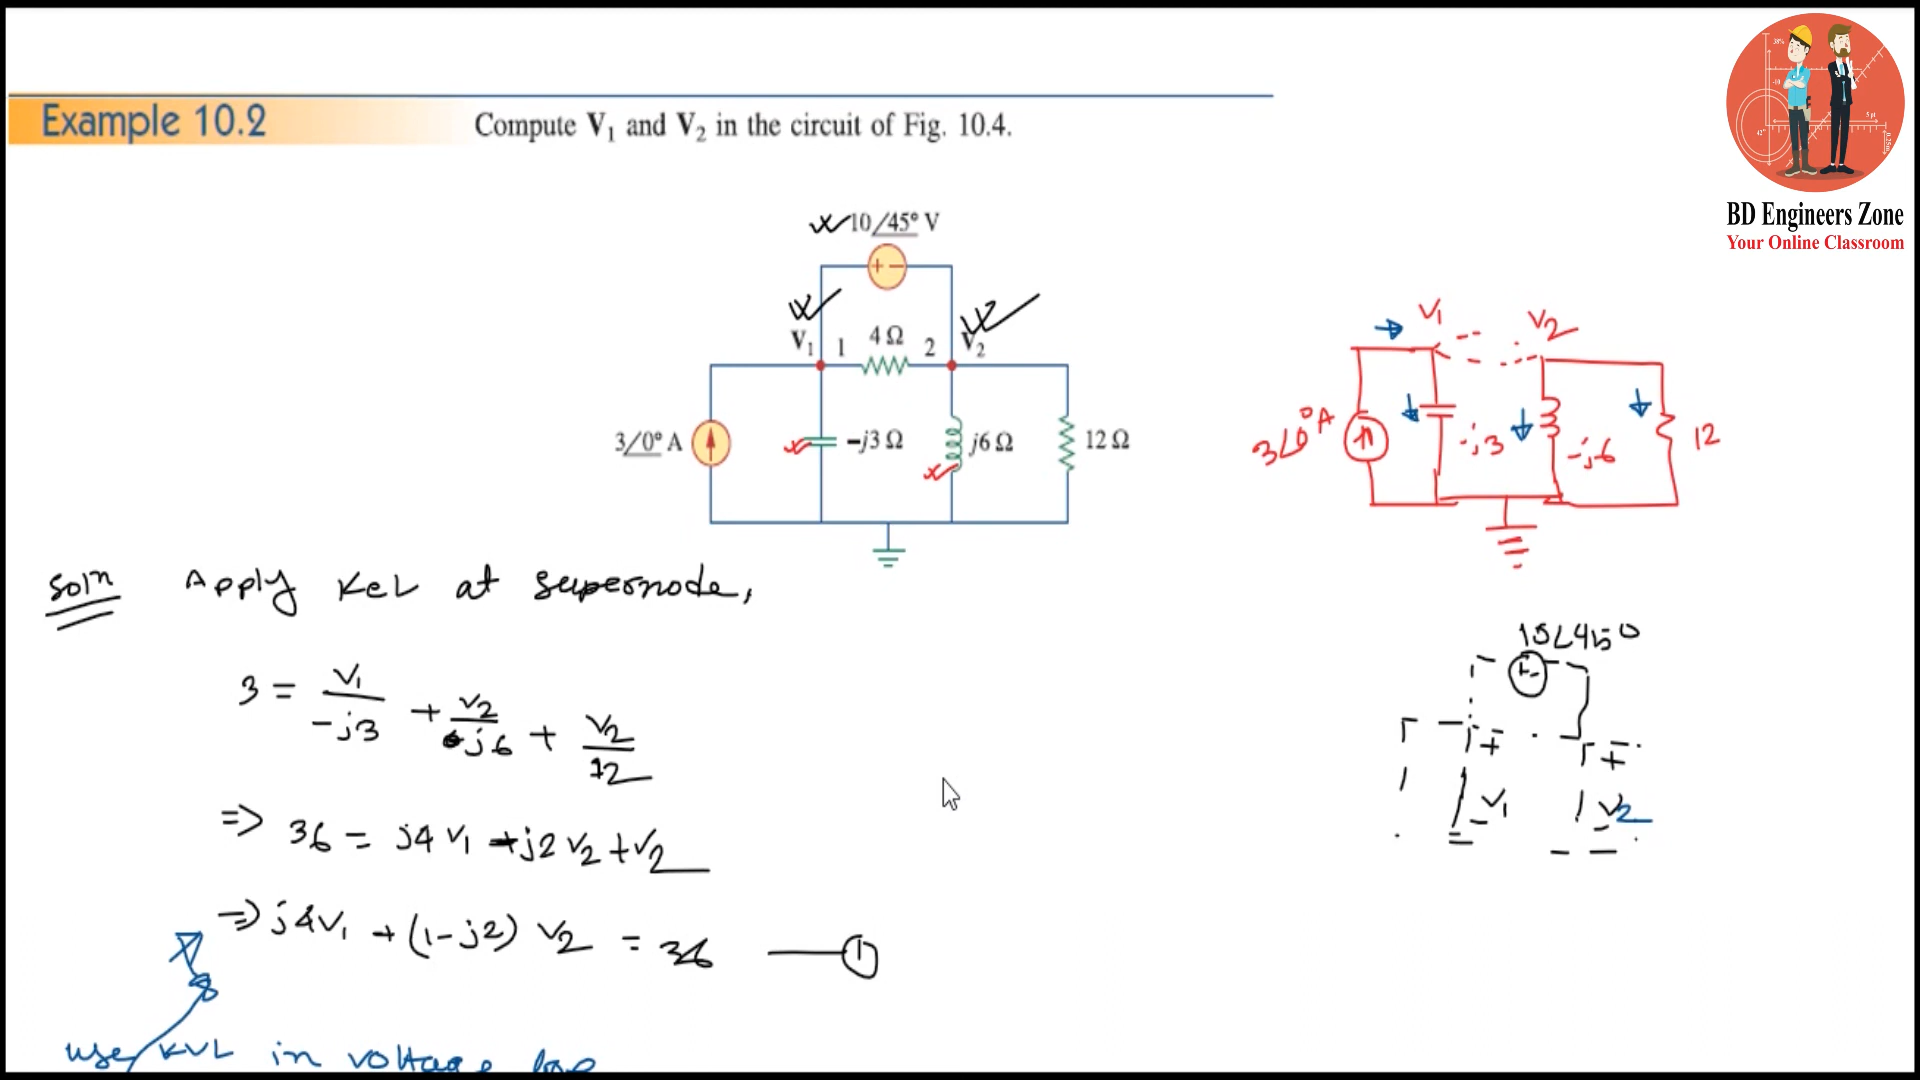 Example 10.2
Compute V₁ and V₂ in the circuit of Fig. 10.4.
BD Engineers Zone
Your Online Classroom
10/45° V
V₁ 1 4 Ω 2 V₂
3/0° A
−j3 Ω
j6 Ω
12 Ω
V₁ V₂
3∠0° A
-j3
-j6
12
Soln Apply KCL at supernode,
3 = V₁/-j3 + V₂/j6 + V₂/12
=> 36 = j4V₁ - j2V₂ + V₂
=> j4V₁ + (1-j2) V₂ = 36 —— ①
10∠45°
+ -
+ +
V₁ V₂
- -
use KVL in voltage